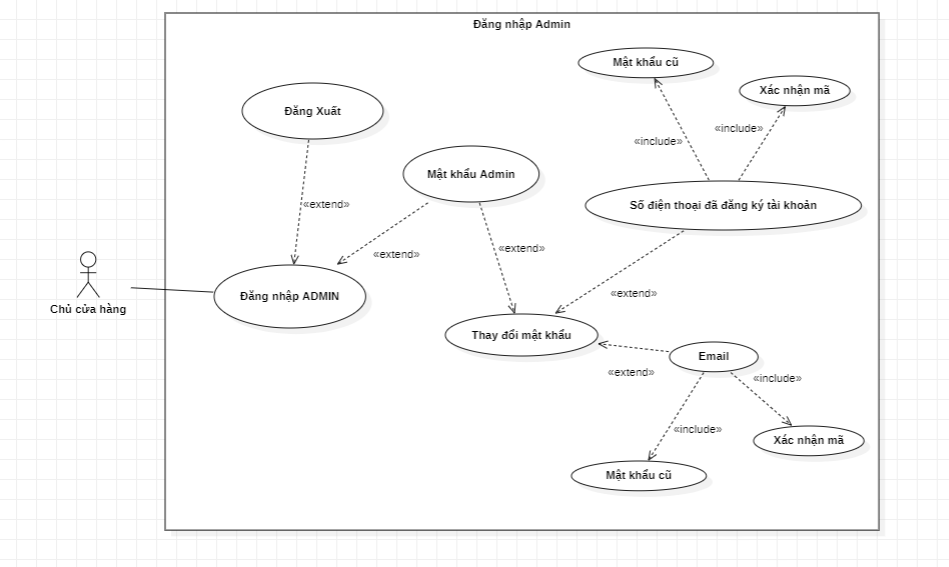 Đăng nhập Admin
Mật khẩu cũ
Xác nhận mã
Đăng Xuất
«include»
«include»
Mật khẩu Admin
Số điện thoại đã đăng ký tài khoản
«extend»
«extend»
«extend»
«extend»
Đăng nhập ADMIN
Chủ cửa hàng
Thay đổi mật khẩu
Email
«extend»
«include»
«include»
Xác nhận mã
Mật khẩu cũ